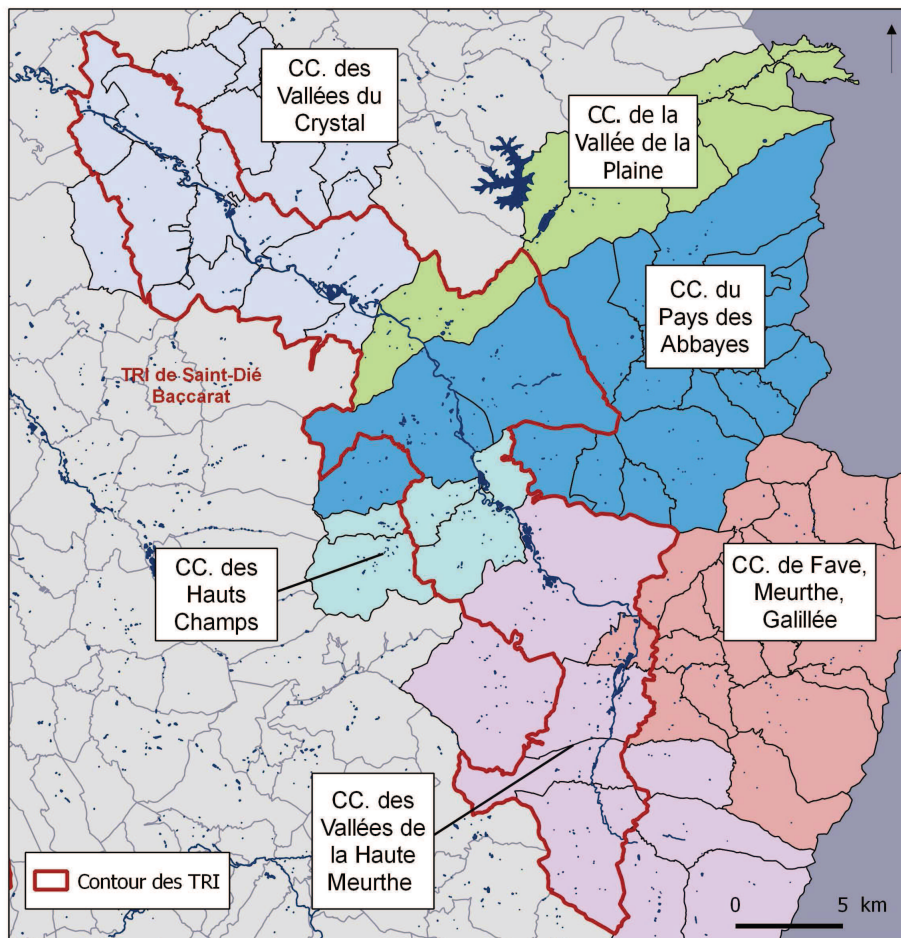 CC. des
Vallées du
Crystal
CC. de la
Vallée de la
Plaine
CC. du
Pays des
Abbayes
TRI de Saint-Dié
Baccarat
CC. des
Hauts
Champs
CC. de Fave,
Meurthe,
Galillée
CC. des
Vallées de
la Haute
Meurthe
Contour des TRI
0 5 km